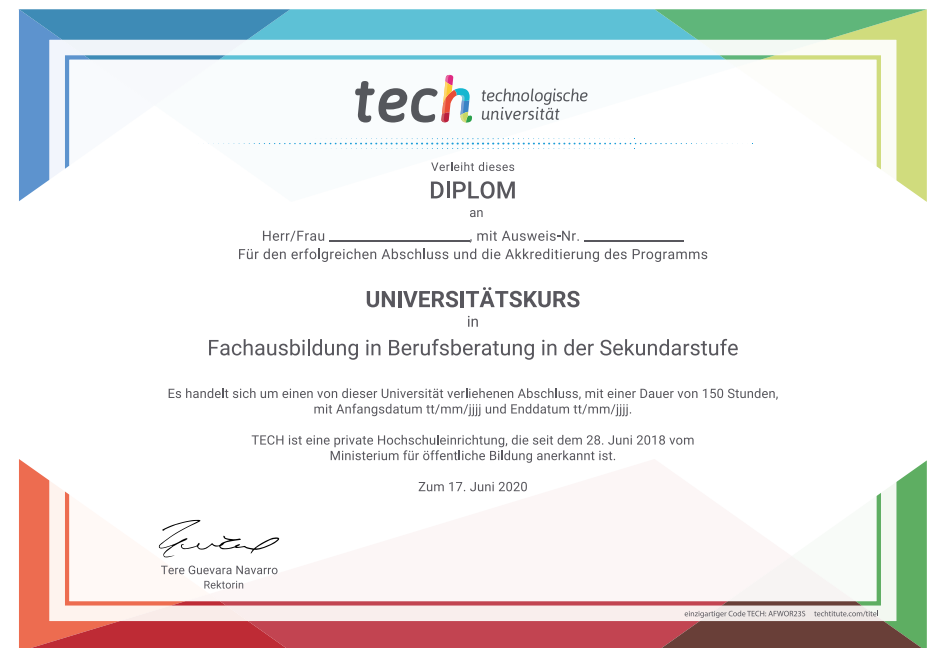 tech technologische
universität
Verleiht dieses
DIPLOM
an
Herr/Frau ____________________, mit Ausweis-Nr. ______________
Für den erfolgreichen Abschluss und die Akkreditierung des Programms
UNIVERSITÄTSKURS
in
Fachausbildung in Berufsberatung in der Sekundarstufe
Es handelt sich um einen von dieser Universität verliehenen Abschluss, mit einer Dauer von 150 Stunden,
mit Anfangsdatum tt/mm/jjjj und Enddatum tt/mm/jjjj.
TECH ist eine private Hochschuleinrichtung, die seit dem 28. Juni 2018 vom
Ministerium für öffentliche Bildung anerkannt ist.
Zum 17. Juni 2020
Tere Guevara Navarro
Rektorin
einzigartiger Code TECH: AFWOR23S techtitute.com/titel